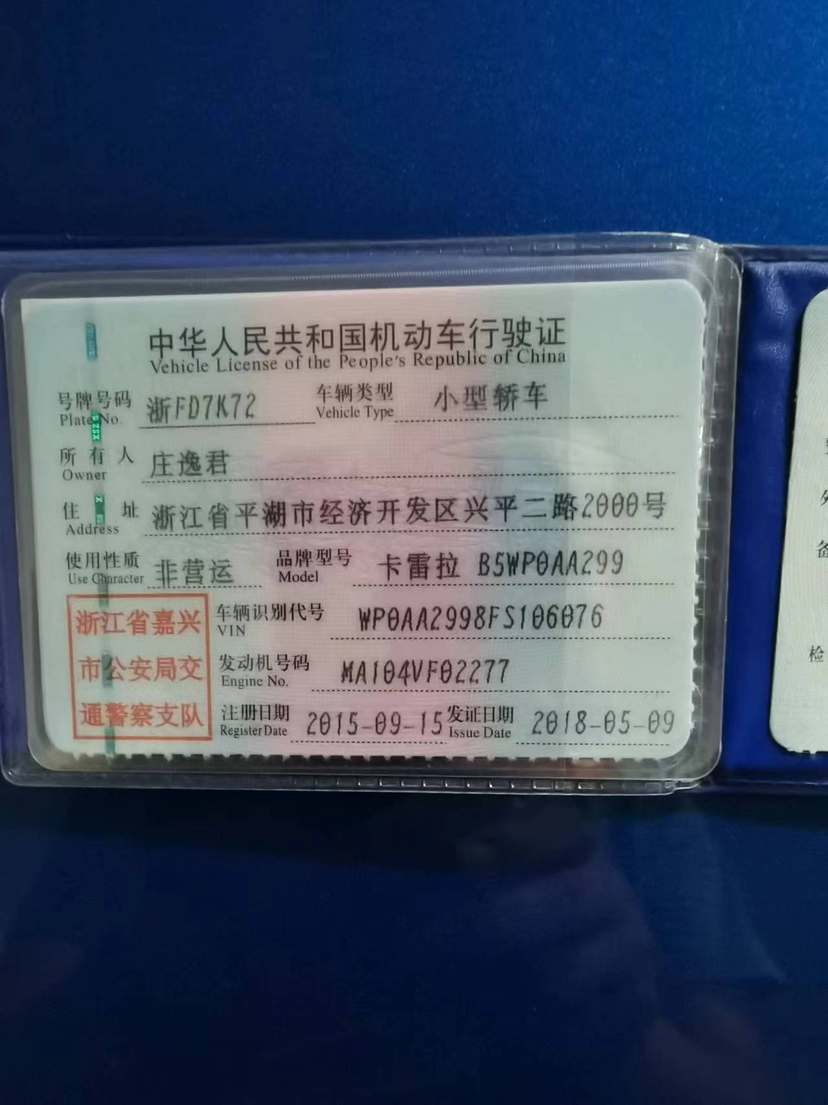 中华人民共和国机动车行驶证
Vehicle License of the People's Republic of China
号牌号码 浙FD7K72 车辆类型 小型轿车
Plate No. Vehicle Type
所有人 庄逸君
Owner
住址 浙江省平湖市经济开发区兴平二路2000号
Address
使用性质 非营运 品牌型号 卡雷拉 B5WP0AA299
Use Character Model
浙江省嘉兴
市公安局交
通警察支队
车辆识别代号 WP0AA2998FS106076
VIN
发动机号码 MA104VF02277
Engine No.
注册日期 2015-09-15 发证日期 2018-05-09
Register Date Issue Date
检